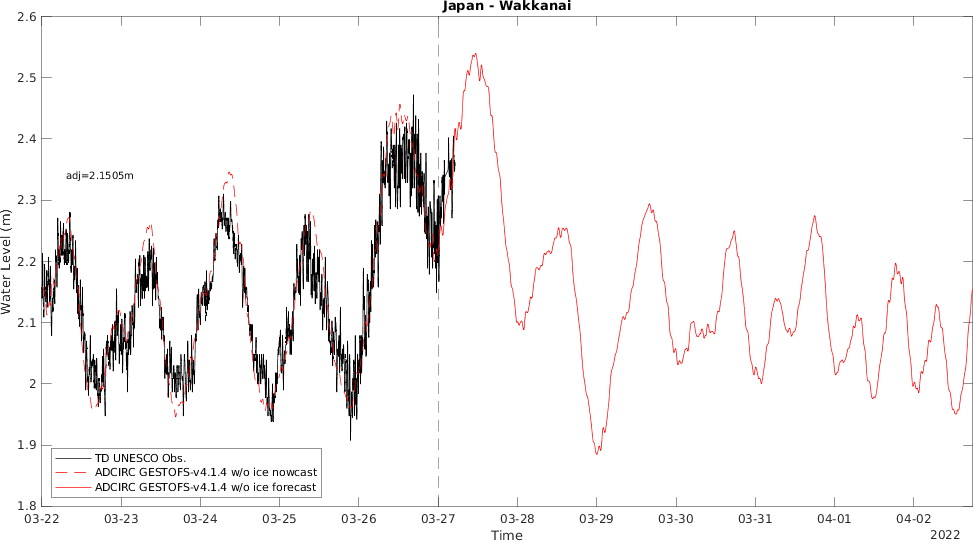 Japan - Wakkanai
2.6
2.5
2.4
2.3
2.2
2.1
2
1.9
1.8
Water Level (m)
adj=2.1505m
TD UNESCO Obs.
ADCIRC GESTOFS-v4.1.4 w/o ice nowcast
ADCIRC GESTOFS-v4.1.4 w/o ice forecast
03-22 03-23 03-24 03-25 03-26 03-27 03-28 03-29 03-30 03-31 04-01 04-02
Time
2022